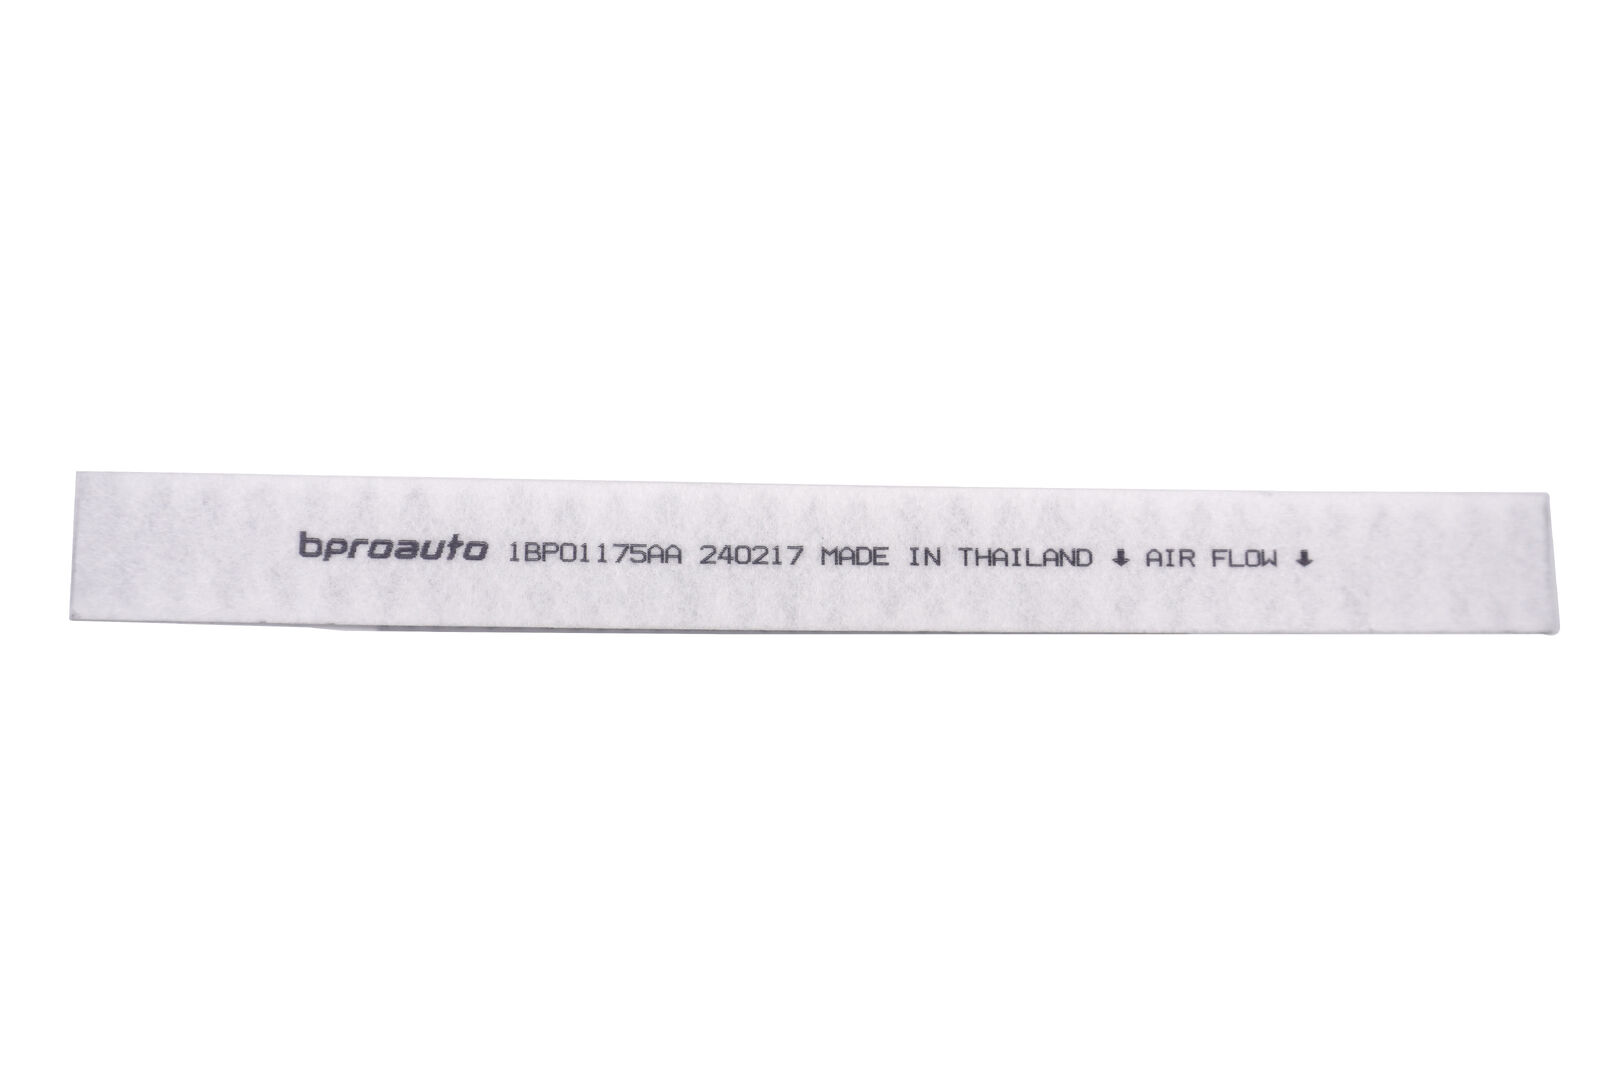 bproauto 1BP01175AA 240217 MADE IN THAILAND ↓ AIR FLOW ↓